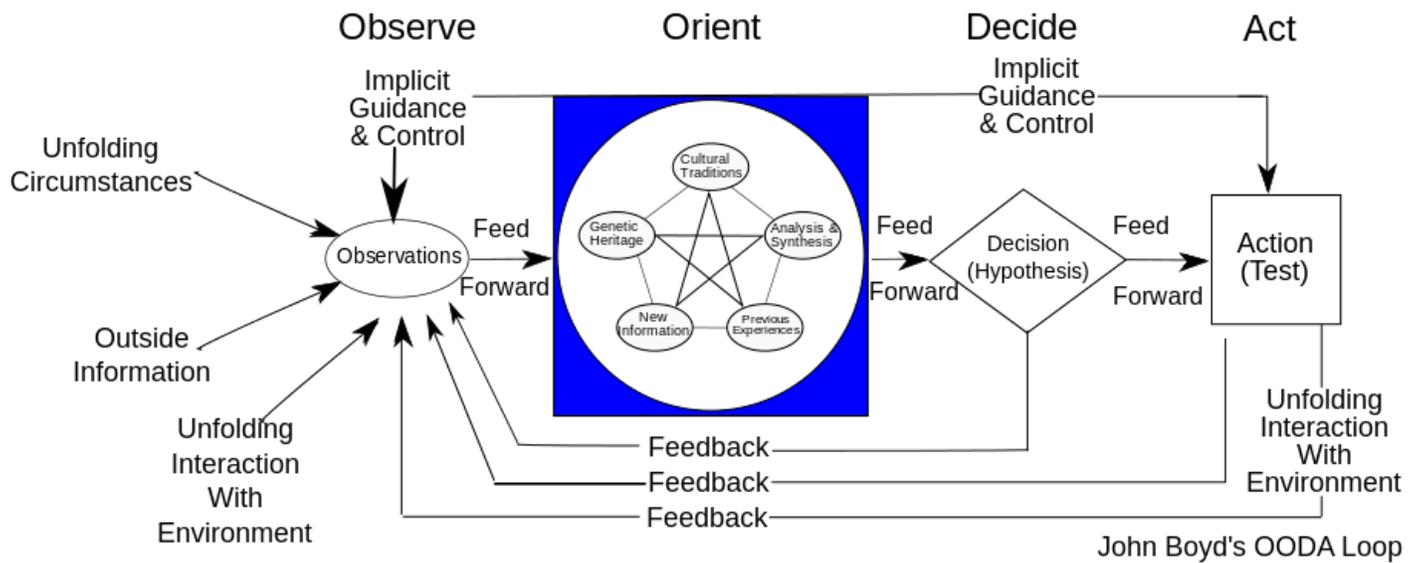 Observe
Orient
Decide
Act
Implicit
Guidance
& Control
Implicit
Guidance
& Control
Unfolding
Circumstances
Observations
Outside
Information
Unfolding
Interaction
With
Environment
Feed
Forward
Cultural
Traditions
Genetic
Heritage
Analysis &
Synthesis
New
Information
Previous
Experiences
Feed
Forward
Decision
(Hypothesis)
Feed
Forward
Action
(Test)
Unfolding
Interaction
With
Environment
Feedback
Feedback
Feedback
John Boyd's OODA Loop